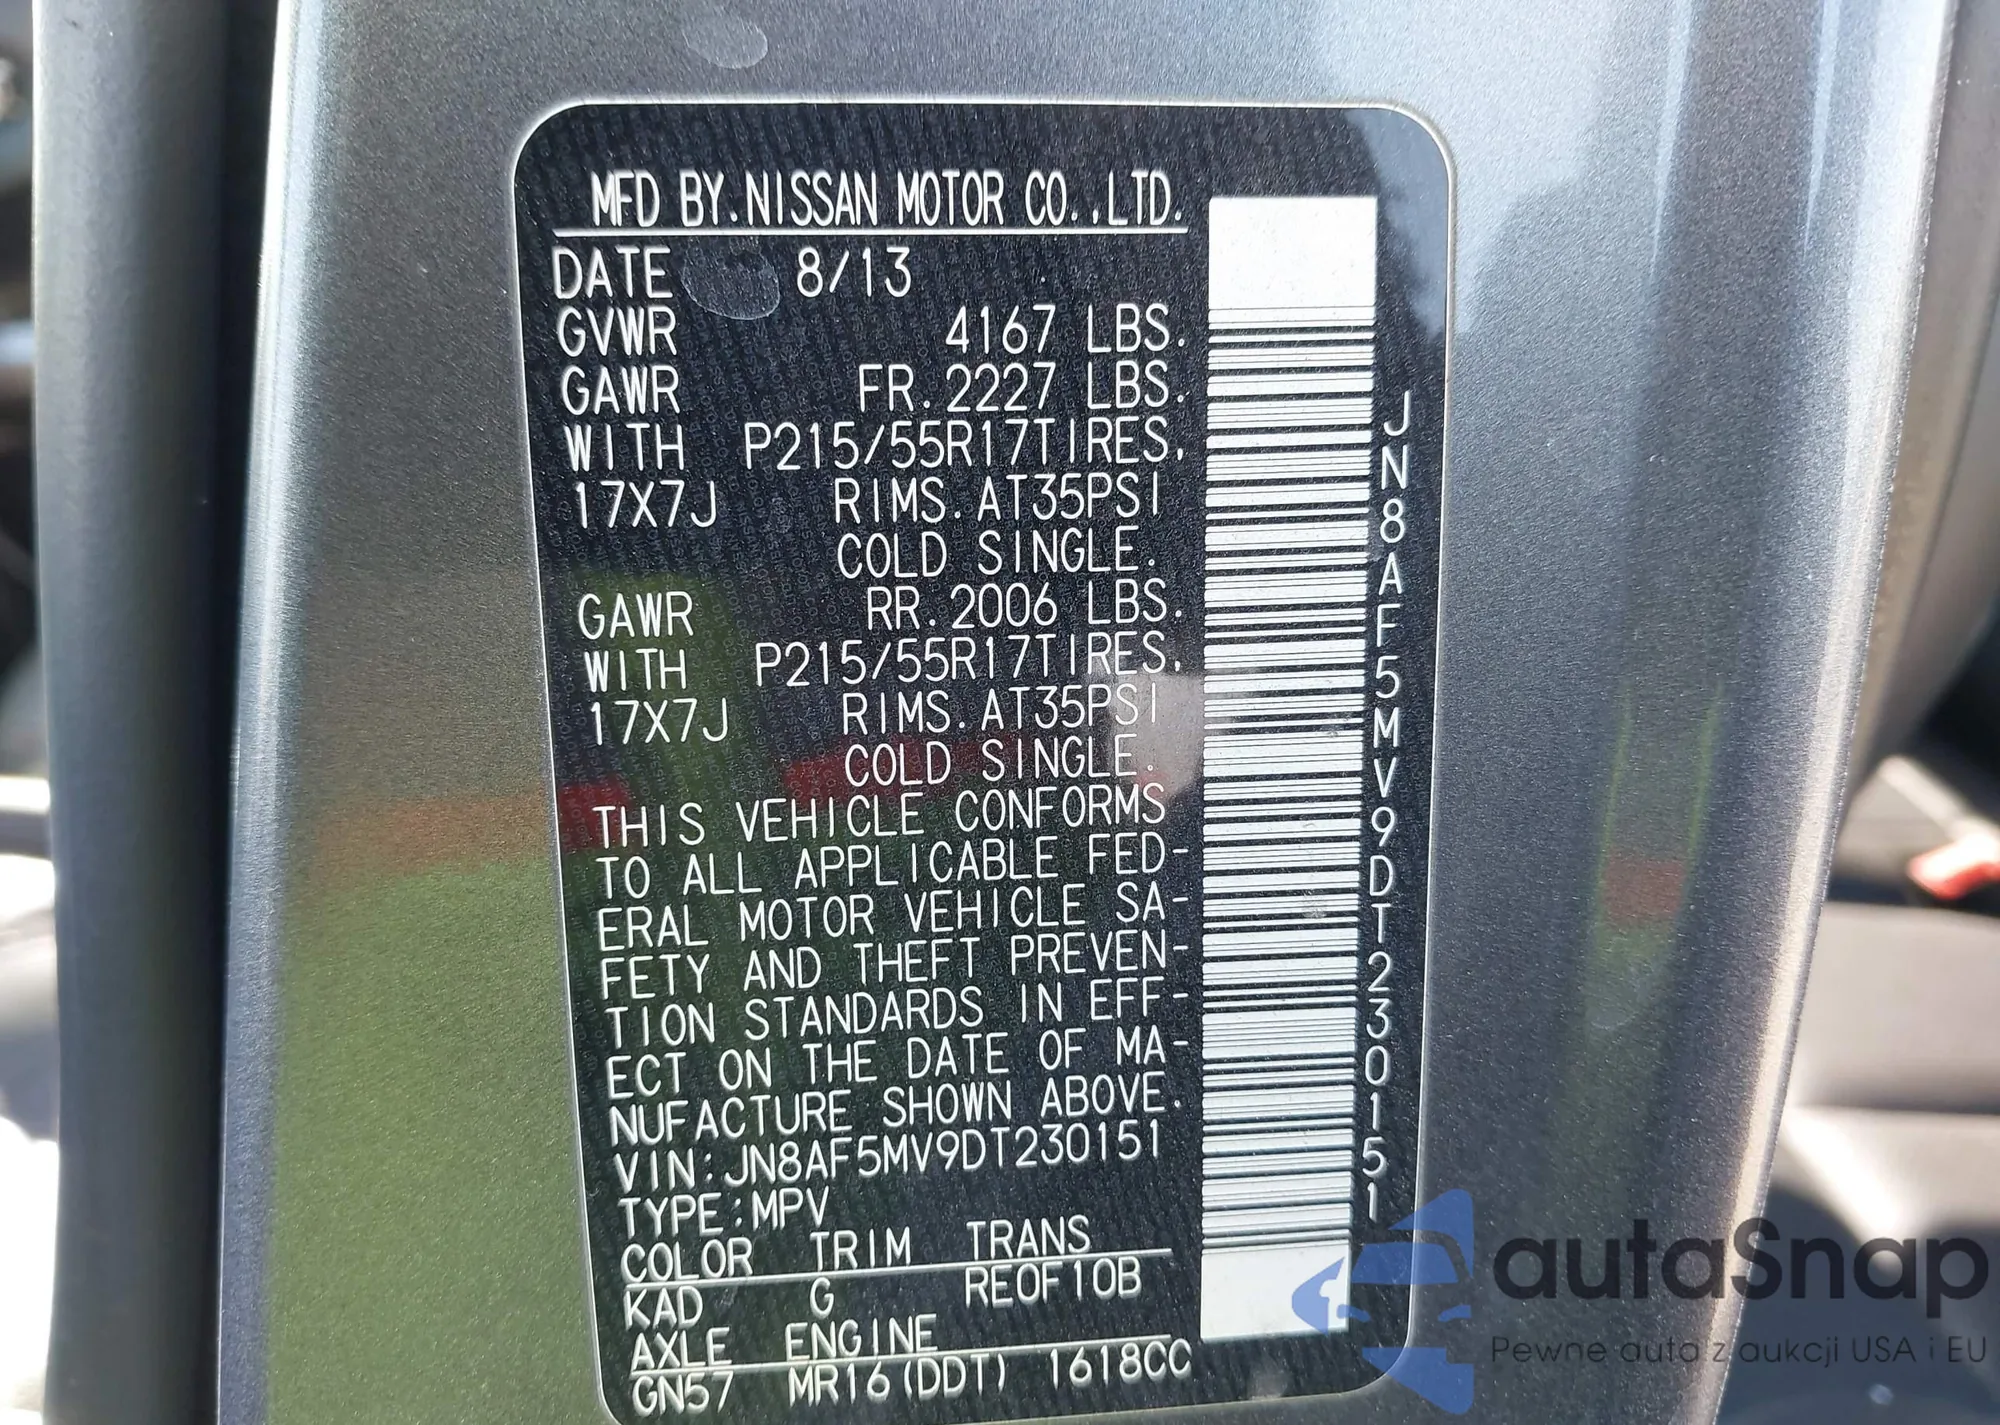 MFD BY.NISSAN MOTOR CO.,LTD.
DATE 8/13
GVWR 4167 LBS.
GAWR FR.2227 LBS.
WITH P215/55R17TIRES,
17X7J RIMS.AT35PSI
COLD SINGLE.
GAWR RR.2006 LBS.
WITH P215/55R17TIRES,
17X7J RIMS.AT35PSI
COLD SINGLE.
THIS VEHICLE CONFORMS
TO ALL APPLICABLE FED-
ERAL MOTOR VEHICLE SA-
FETY AND THEFT PREVEN-
TION STANDARDS IN EFF-
ECT ON THE DATE OF MA-
NUFACTURE SHOWN ABOVE.
VIN:JN8AF5MV9DT230151
TYPE:MPV
COLOR TRIM TRANS
KAD G RE0F10B
AXLE ENGINE
GN57 MR16(DDT) 1618CC
JN8AF5MV9DT230151
autaSnap
Pewne auta z aukcji USA i EU